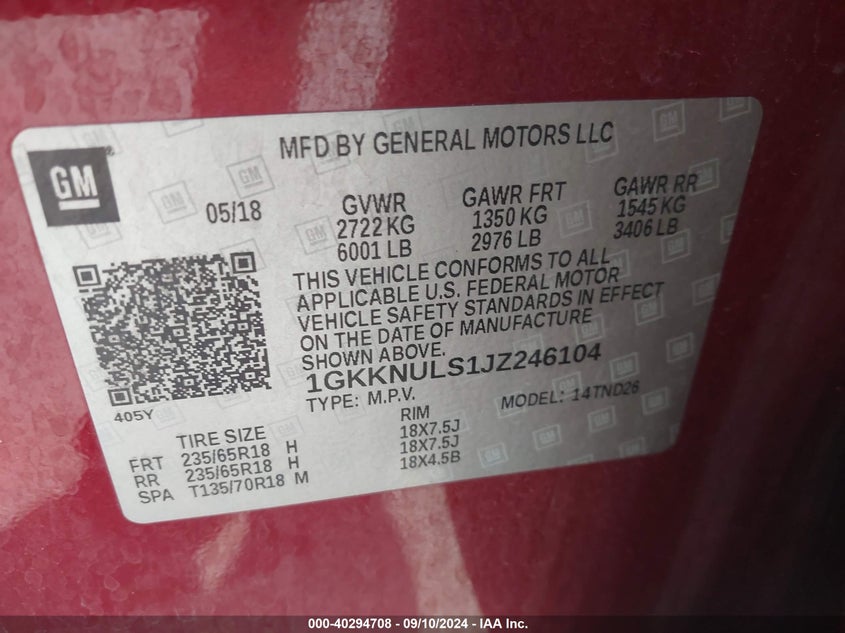 GM
MFD BY GENERAL MOTORS LLC
05/18
GVWR
2722 KG
6001 LB
GAWR FRT
1350 KG
2976 LB
GAWR RR
1545 KG
3406 LB
THIS VEHICLE CONFORMS TO ALL
APPLICABLE U.S. FEDERAL MOTOR
VEHICLE SAFETY STANDARDS IN EFFECT
ON THE DATE OF MANUFACTURE
SHOWN ABOVE.
1GKKNULS1JZ246104
TYPE: M.P.V. MODEL: 14TND26
405Y
TIRE SIZE RIM
FRT 235/65R18 H 18X7.5J
RR 235/65R18 H 18X7.5J
SPA T135/70R18 M 18X4.5B
000-40294708 - 09/10/2024 - IAA Inc.